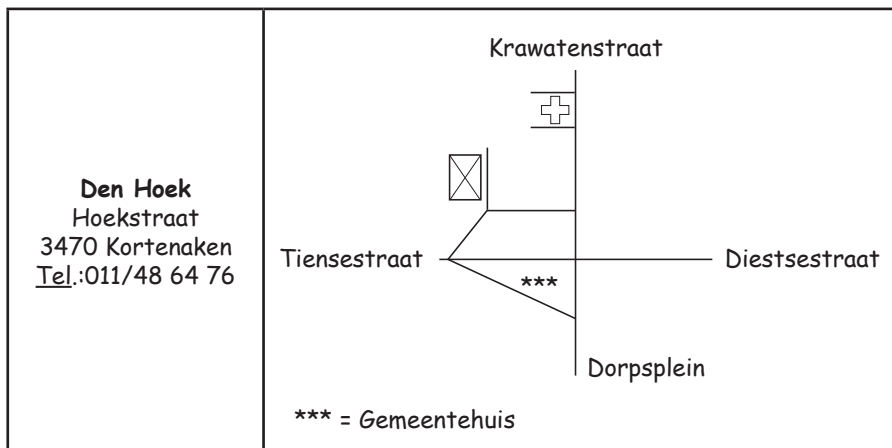 Den Hoek
Hoekstraat
3470 Kortenaken
Tel.:011/48 64 76
Krawatenstraat
Tiensestraat
Diestsestraat
***
Dorpsplein
*** = Gemeentehuis